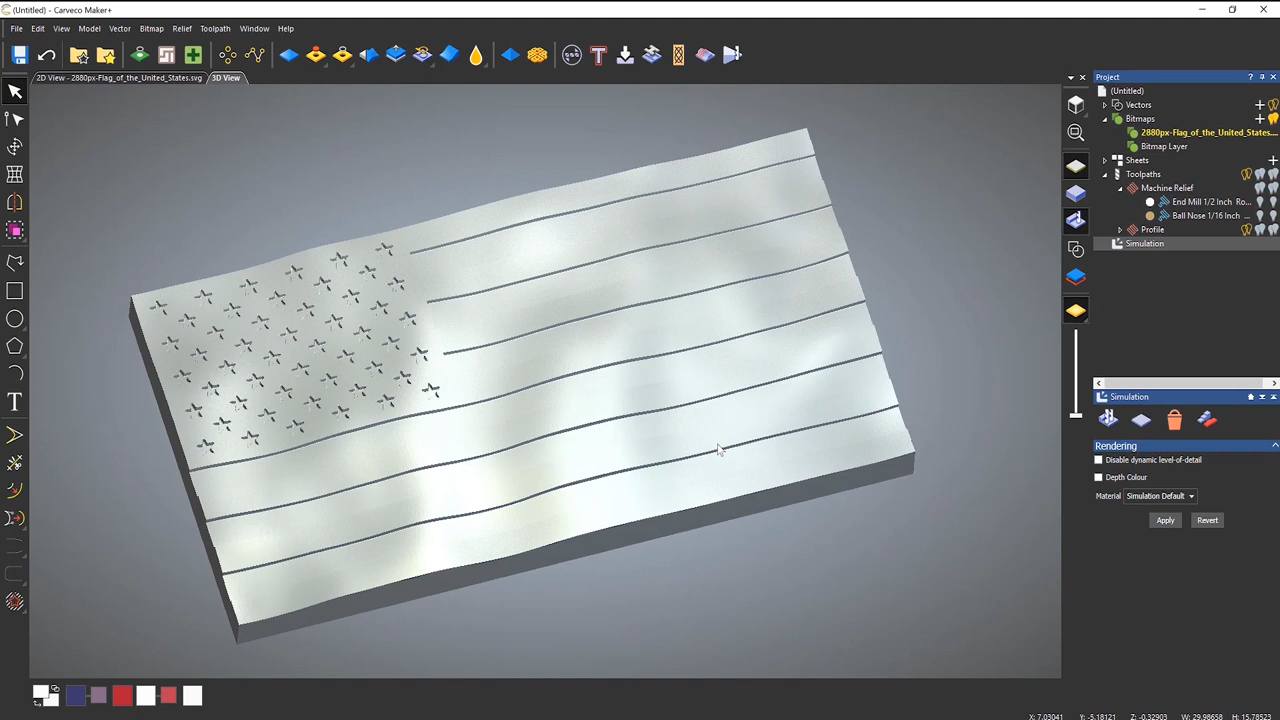 (Untitled) - Carveco Maker+
File Edit View Model Vector Bitmap Relief Toolpath Window Help
2D View - 2880px-Flag_of_the_United_States.svg 3D View
Project
(Untitled)
Vectors
Bitmaps
2880px-Flag_of_the_United_States....
Bitmap Layer
Sheets
Toolpaths
Machine Relief
End Mill 1/2 Inch Ro...
Ball Nose 1/16 Inch ...
Profile
Simulation
Simulation
Rendering
Disable dynamic level-of-detail
Depth Colour
Material Simulation Default
Apply Revert
X: 7.03041 Y: -5.18121 Z: -0.32903 W: 29.98658 H: 15.78523